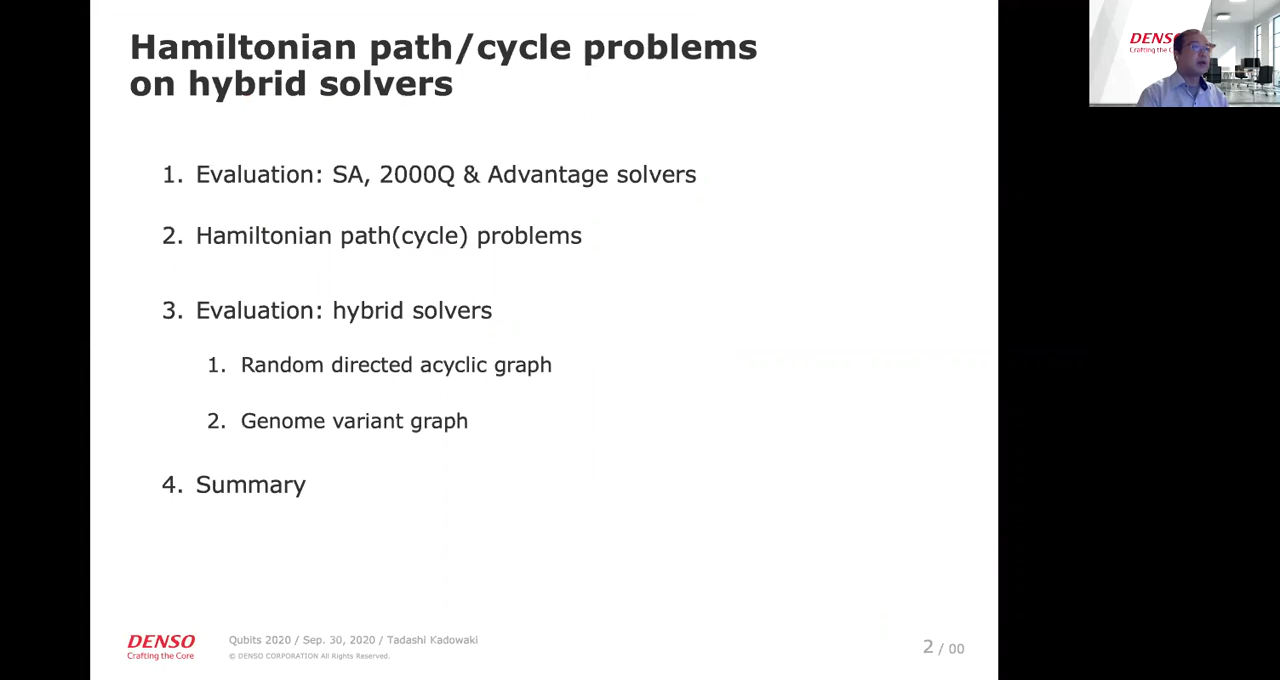 Hamiltonian path/cycle problems
on hybrid solvers
1. Evaluation: SA, 2000Q & Advantage solvers
2. Hamiltonian path(cycle) problems
3. Evaluation: hybrid solvers
1. Random directed acyclic graph
2. Genome variant graph
4. Summary
DENSO
Crafting the Core
Qubits 2020 / Sep. 30, 2020 / Tadashi Kadowaki
© DENSO CORPORATION All Rights Reserved.
2 / 00